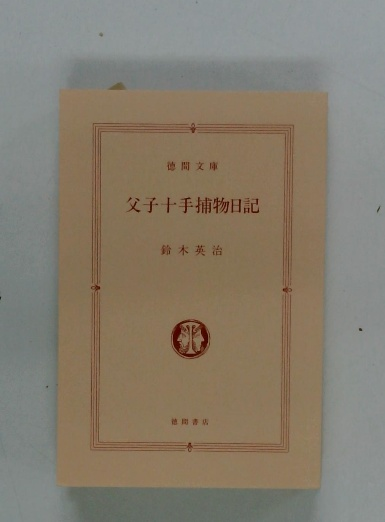 徳間文庫
父子十手捕物日記
鈴木英治
徳間書店